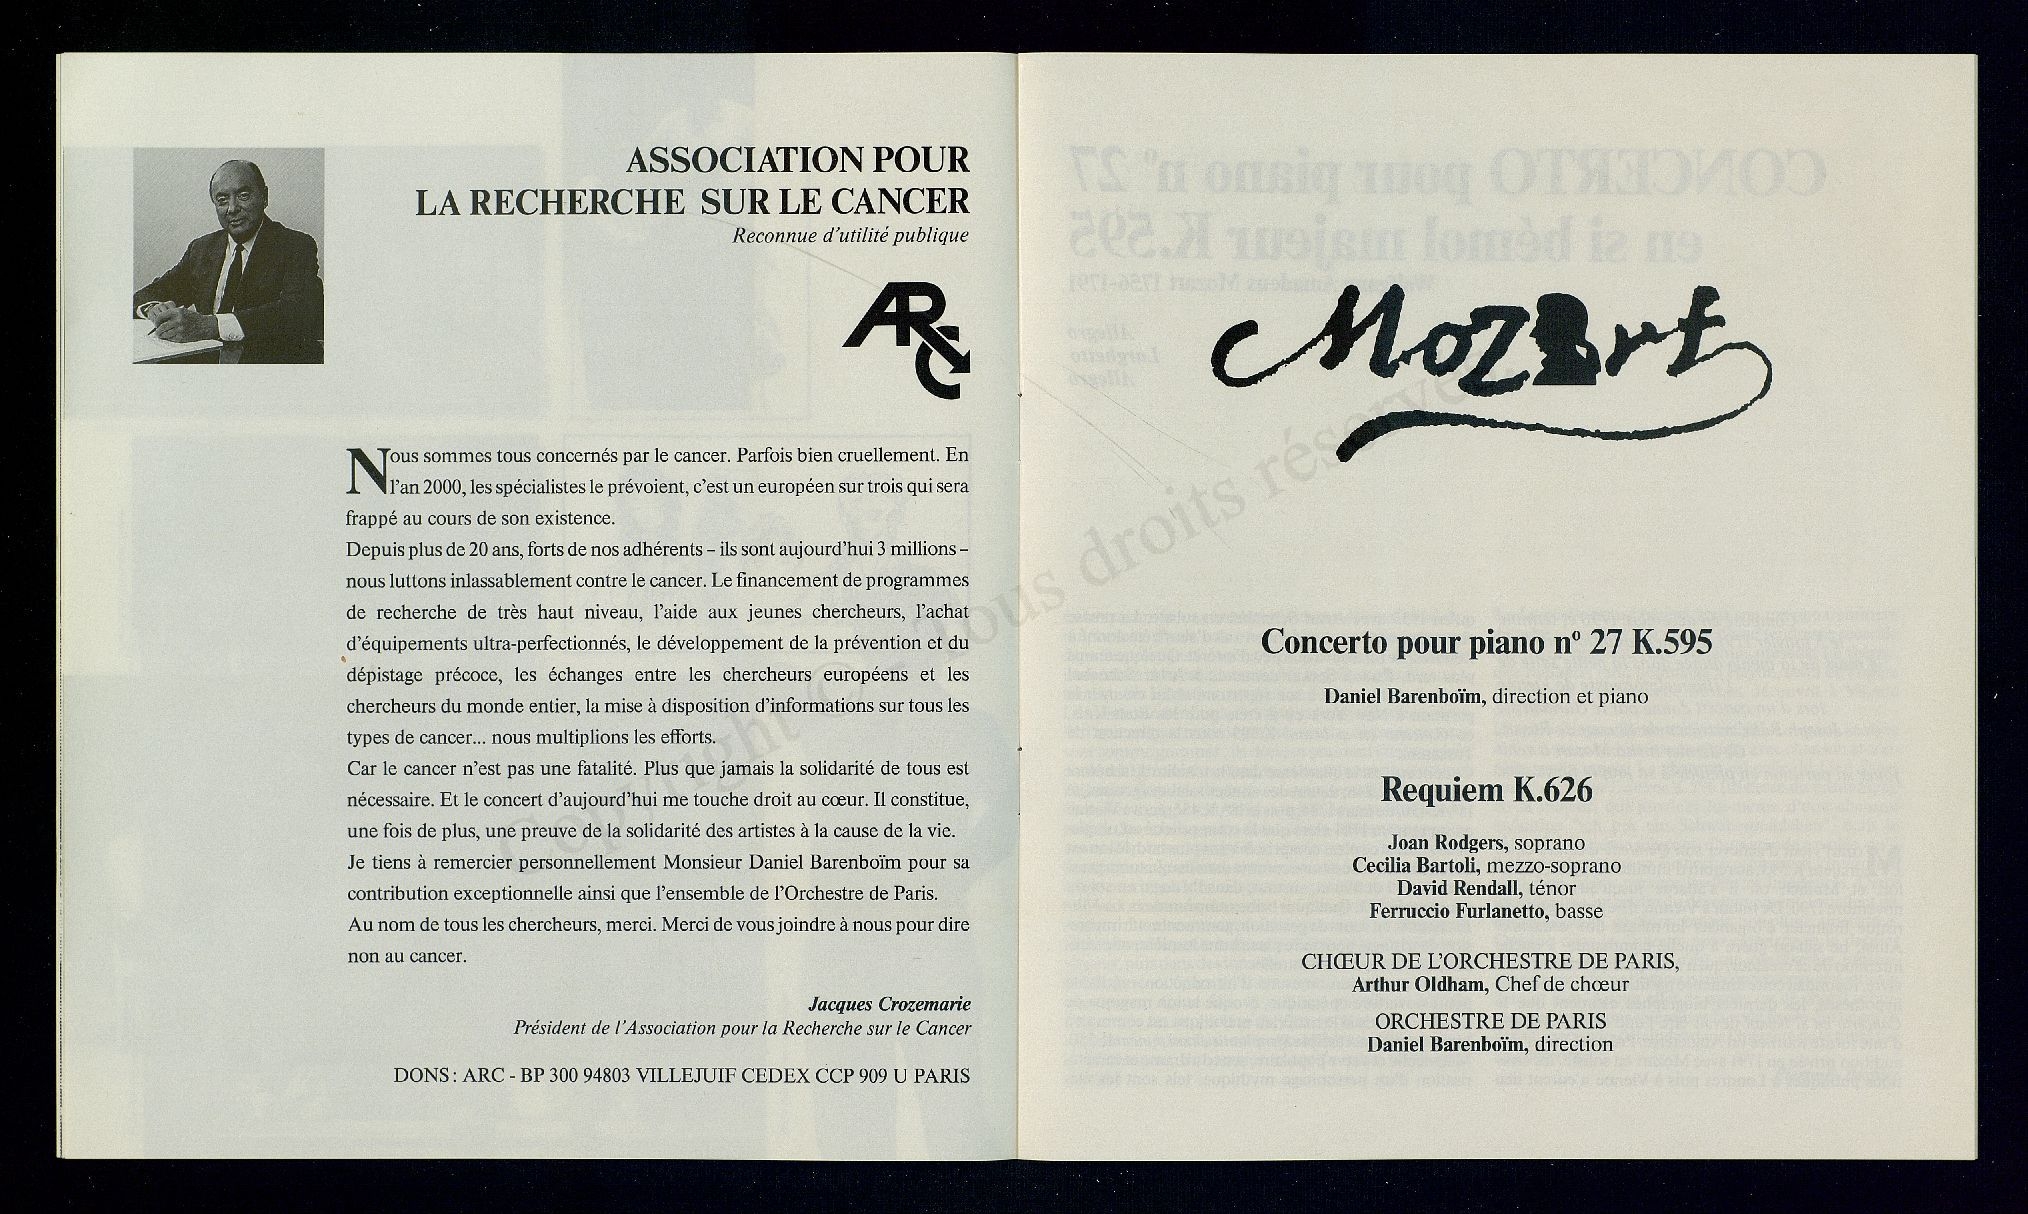 ASSOCIATION POUR
LA RECHERCHE SUR LE CANCER
Reconnue d'utilité publique
ARC
Nous sommes tous concernés par le cancer. Parfois bien cruellement. En
l'an 2000, les spécialistes le prévoient, c'est un européen sur trois qui sera
frappé au cours de son existence.
Depuis plus de 20 ans, forts de nos adhérents – ils sont aujourd'hui 3 millions –
nous luttons inlassablement contre le cancer. Le financement de programmes
de recherche de très haut niveau, l'aide aux jeunes chercheurs, l'achat
d'équipements ultra-perfectionnés, le développement de la prévention et du
dépistage précoce, les échanges entre les chercheurs européens et les
chercheurs du monde entier, la mise à disposition d'informations sur tous les
types de cancer... nous multiplions les efforts.
Car le cancer n'est pas une fatalité. Plus que jamais la solidarité de tous est
nécessaire. Et le concert d'aujourd'hui me touche droit au cœur. Il constitue,
une fois de plus, une preuve de la solidarité des artistes à la cause de la vie.
Je tiens à remercier personnellement Monsieur Daniel Barenboïm pour sa
contribution exceptionnelle ainsi que l'ensemble de l'Orchestre de Paris.
Au nom de tous les chercheurs, merci. Merci de vous joindre à nous pour dire
non au cancer.
Jacques Crozemarie
Président de l'Association pour la Recherche sur le Cancer
DONS : ARC - BP 300 94803 VILLEJUIF CEDEX CCP 909 U PARIS
Mozart
Concerto pour piano nº 27 K.595
Daniel Barenboïm, direction et piano
Requiem K.626
Joan Rodgers, soprano
Cecilia Bartoli, mezzo-soprano
David Rendall, ténor
Ferruccio Furlanetto, basse
CHŒUR DE L'ORCHESTRE DE PARIS,
Arthur Oldham, Chef de chœur
ORCHESTRE DE PARIS
Daniel Barenboïm, direction
Copyright © Tous droits réservés